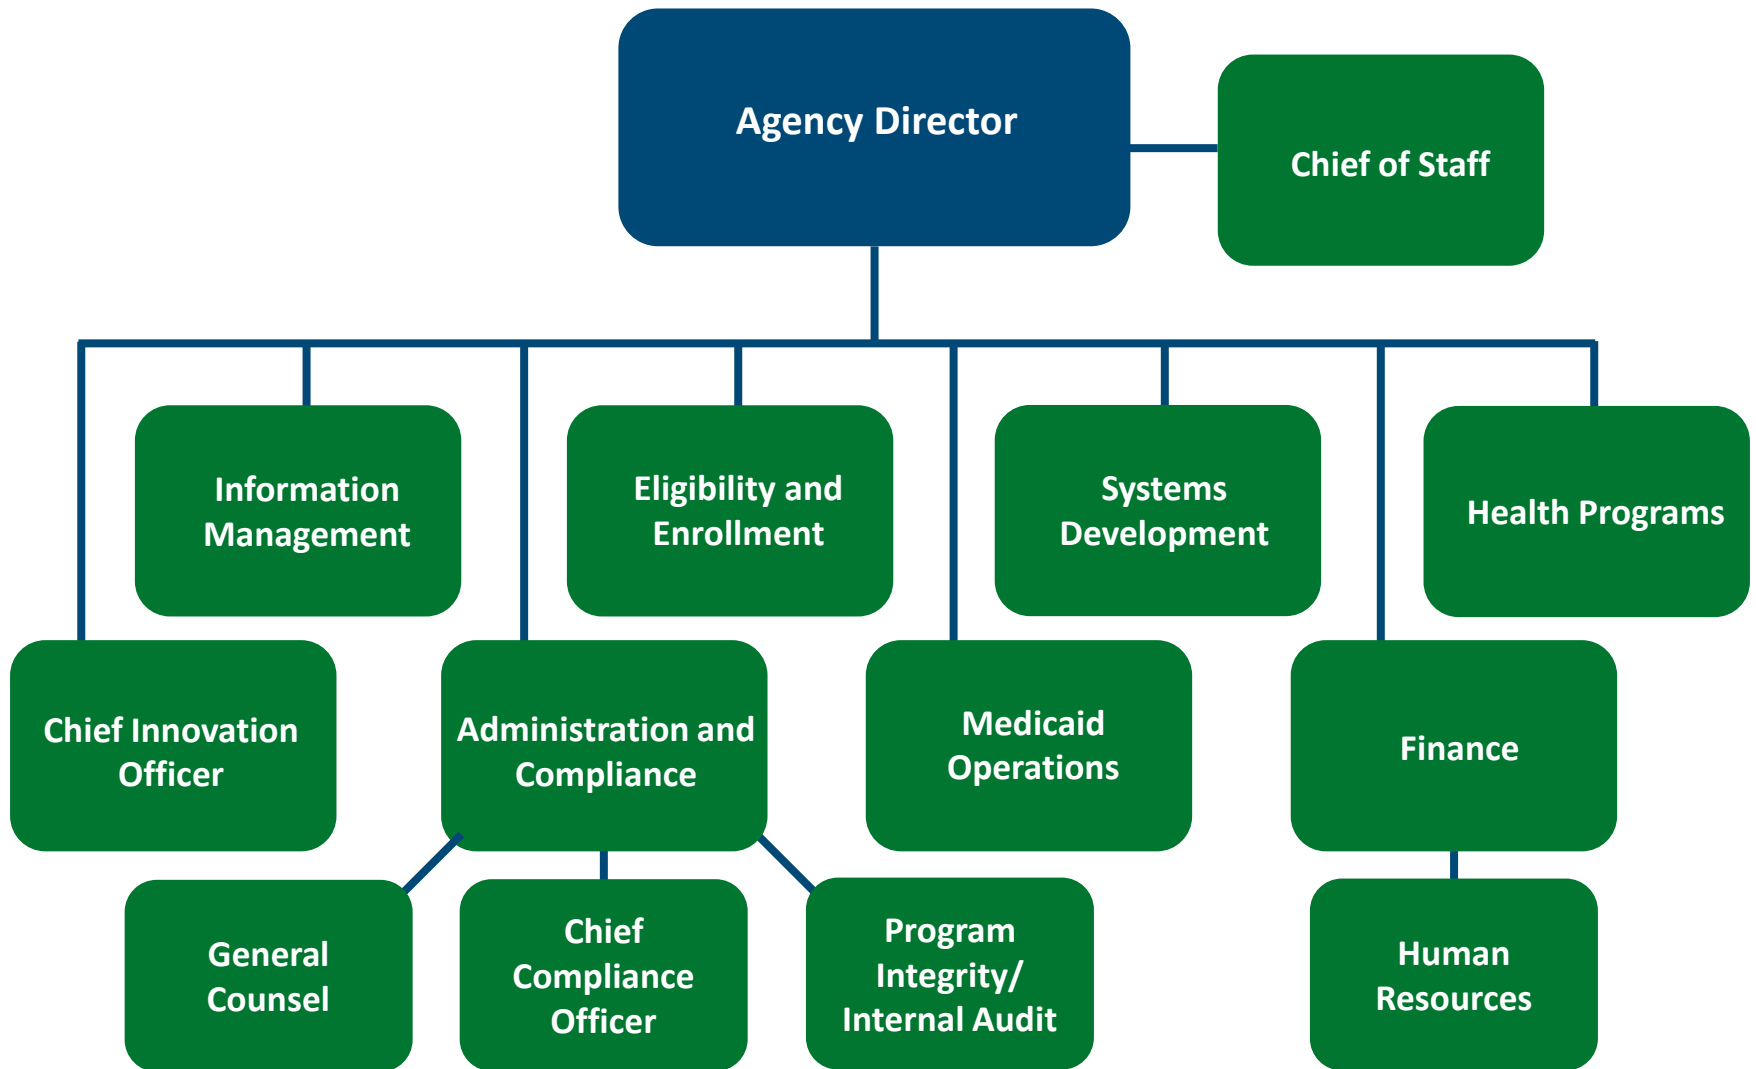 Agency Director
Chief of Staff
Information
Management
Eligibility and
Enrollment
Systems
Development
Health Programs
Chief Innovation
Officer
Administration and
Compliance
Medicaid
Operations
Finance
General
Counsel
Chief
Compliance
Officer
Program
Integrity/
Internal Audit
Human
Resources